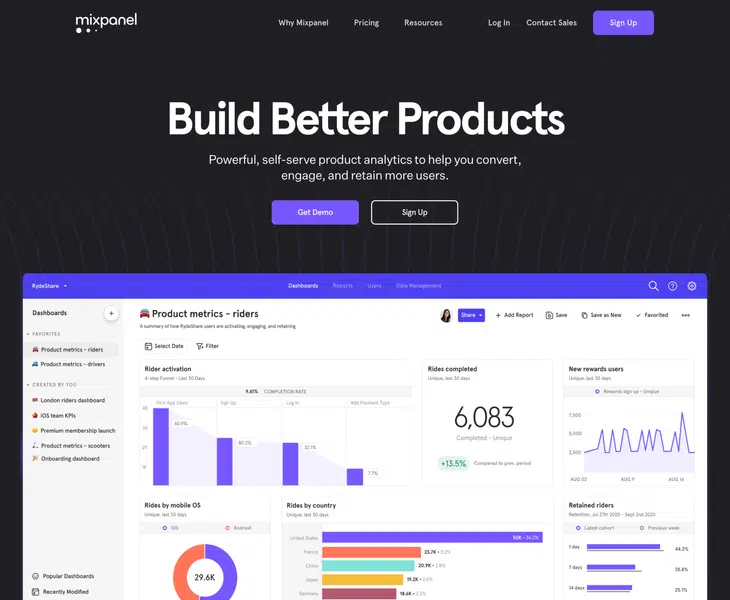 mixpanel
Why Mixpanel
Pricing
Resources
Log In
Contact Sales
Sign Up
Build Better Products
Powerful, self-serve product analytics to help you convert,
engage, and retain more users.
Get Demo
Sign Up
RydeShare
Dashboards
Reports
Users
Data Management
Dashboards
+
FAVORITES
Product metrics - riders
Product metrics - drivers
CREATED BY YOU
London riders dashboard
iOS team KPIs
Premium membership launch
Product metrics - scooters
Onboarding dashboard
Popular Dashboards
Recently Modified
Product metrics - riders
A summary of how RydeShare users are activating, engaging, and retaining
Share
+ Add Report
Save
Save as New
Favorited
Select Date
Filter
Rider activation
4-step Funnel - Last 30 Days
9.61% COMPLETION RATE
First App Open
Sign Up
Log In
Add Payment Type
4K
3K
2K
1K
60.9%
80.2%
32.1%
7.7%
Rides completed
Unique, last 30 days
6,083
Completed - Unique
+13.5%
Compared to prev. period
New rewards users
Unique, last 30 days
Rewards sign-up - Unique
7,500
5,000
2,500
AUG 02
AUG 9
AUG 16
Rides by mobile OS
Unique, last 30 days
iOS
Android
29.6K
Rides by country
Unique, last 30 days
United States
50K - 34.2%
France
23.7K
China
20.9K
Japan
19.2K
Germany
18.6K
Retained riders
Retention, Jul 27th 2020 - Sept 2nd 2020
Latest cohort
Previous week
1 day
44.2%
7 days
14 days
25.1%